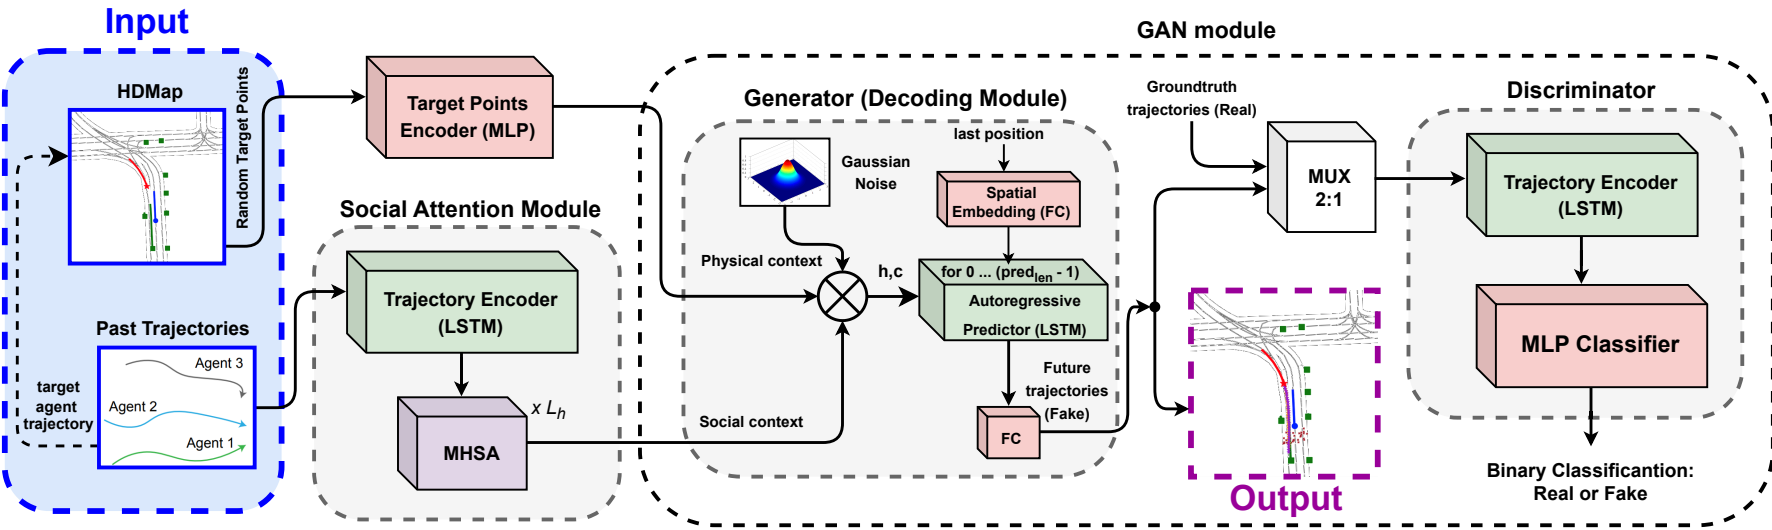 Input
HDMap
Random Target Points
Past Trajectories
Agent 3
Agent 2
Agent 1
target
agent
trajectory
Target Points
Encoder (MLP)
Social Attention Module
Trajectory Encoder
(LSTM)
MHSA
x L_h
GAN module
Generator (Decoding Module)
Gaussian
Noise
last position
Spatial
Embedding (FC)
Physical context
h,c
for 0 ... (pred_len - 1)
Autoregressive
Predictor (LSTM)
Social context
FC
Future
trajectories
(Fake)
Groundtruth
trajectories (Real)
MUX
2:1
Output
Discriminator
Trajectory Encoder
(LSTM)
MLP Classifier
Binary Classificantion:
Real or Fake